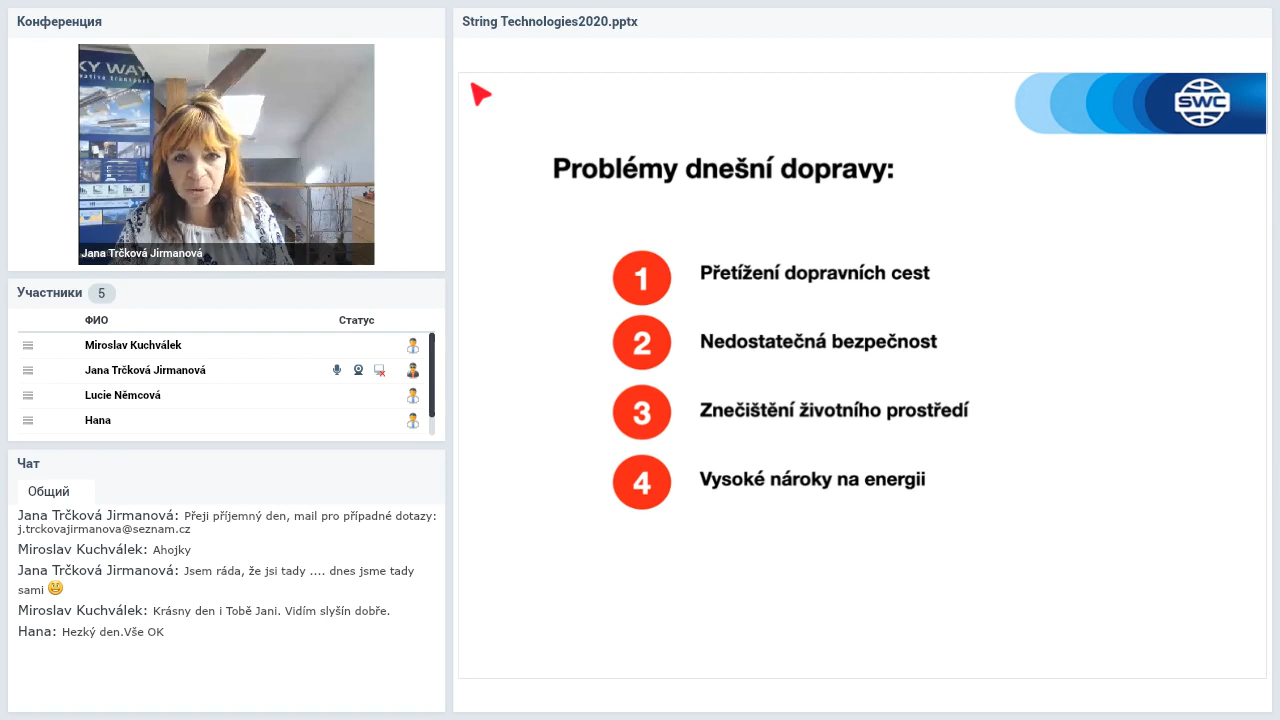 Конференция
KY WAY
Jana Trčková Jirmanová
Участники 5
ФИО Статус
Miroslav Kuchválek
Jana Trčková Jirmanová
Lucie Němcová
Hana
Чат
Общий
Jana Trčková Jirmanová: Přeji příjemný den, mail pro případné dotazy:
j.trckovajirmanova@seznam.cz
Miroslav Kuchválek: Ahojky
Jana Trčková Jirmanová: Jsem ráda, že jsi tady .... dnes jsme tady
sami
Miroslav Kuchválek: Krásny den i Tobě Jani. Vidím slyšín dobře.
Hana: Hezký den.Vše OK
String Technologies2020.pptx
SWC
Problémy dnešní dopravy:
1 Přetížení dopravních cest
2 Nedostatečná bezpečnost
3 Znečištění životního prostředí
4 Vysoké nároky na energii